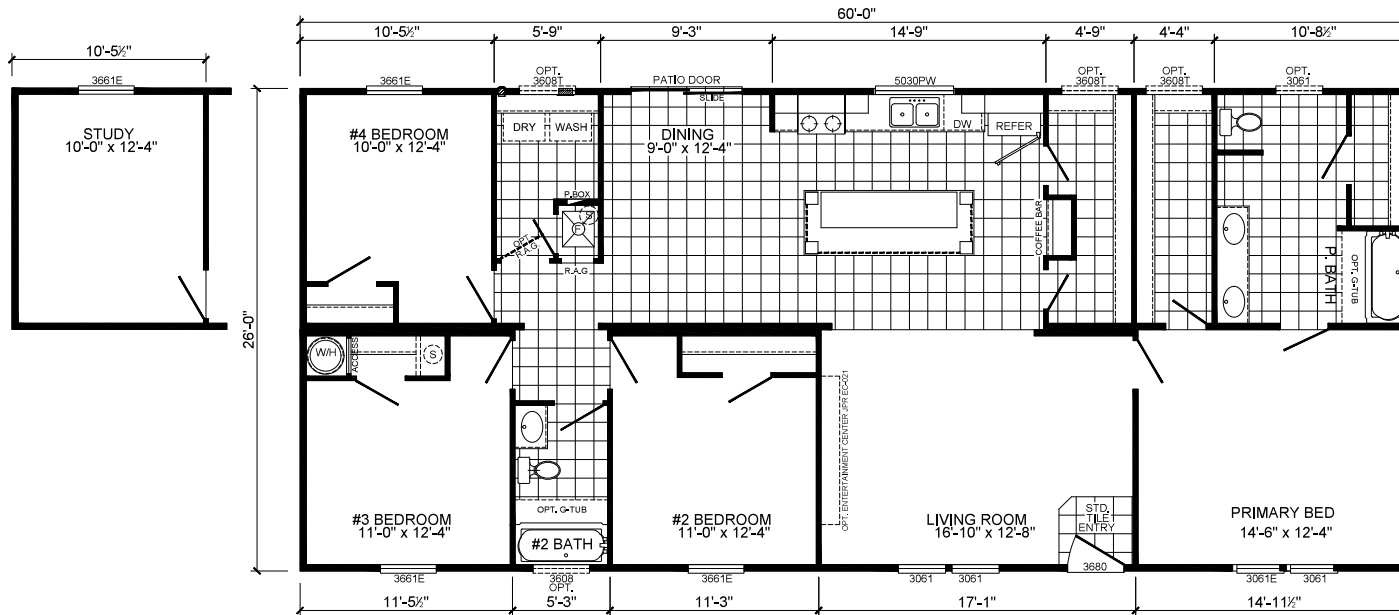 60'-0"
10'-5½"
10'-5½"
5'-9"
9'-3"
14'-9"
4'-9"
4'-4"
10'-8½"
3661E
3661E
OPT.
3608T
PATIO DOOR
SLIDE
5030PW
OPT.
3608T
OPT.
3608T
OPT.
3061
STUDY
10'-0" x 12'-4"
#4 BEDROOM
10'-0" x 12'-4"
DRY
WASH
DINING
9'-0" x 12'-4"
DW
REFER
P.BOX
S
F
OPT.
R.A.G
R.A.G
COFFEE BAR
P. BATH
OPT. G-TUB
26'-0"
W/H
ACCESS
S
OPT. ENTERTAINMENT CENTER JPR EC-021
#3 BEDROOM
11'-0" x 12'-4"
OPT. G-TUB
#2 BATH
#2 BEDROOM
11'-0" x 12'-4"
LIVING ROOM
16'-10" x 12'-8"
STD.
TILE
ENTRY
PRIMARY BED
14'-6" x 12'-4"
3661E
3608
OPT.
3661E
3061
3061
3680
3061E
3061
11'-5½"
5'-3"
11'-3"
17'-1"
14'-11½"